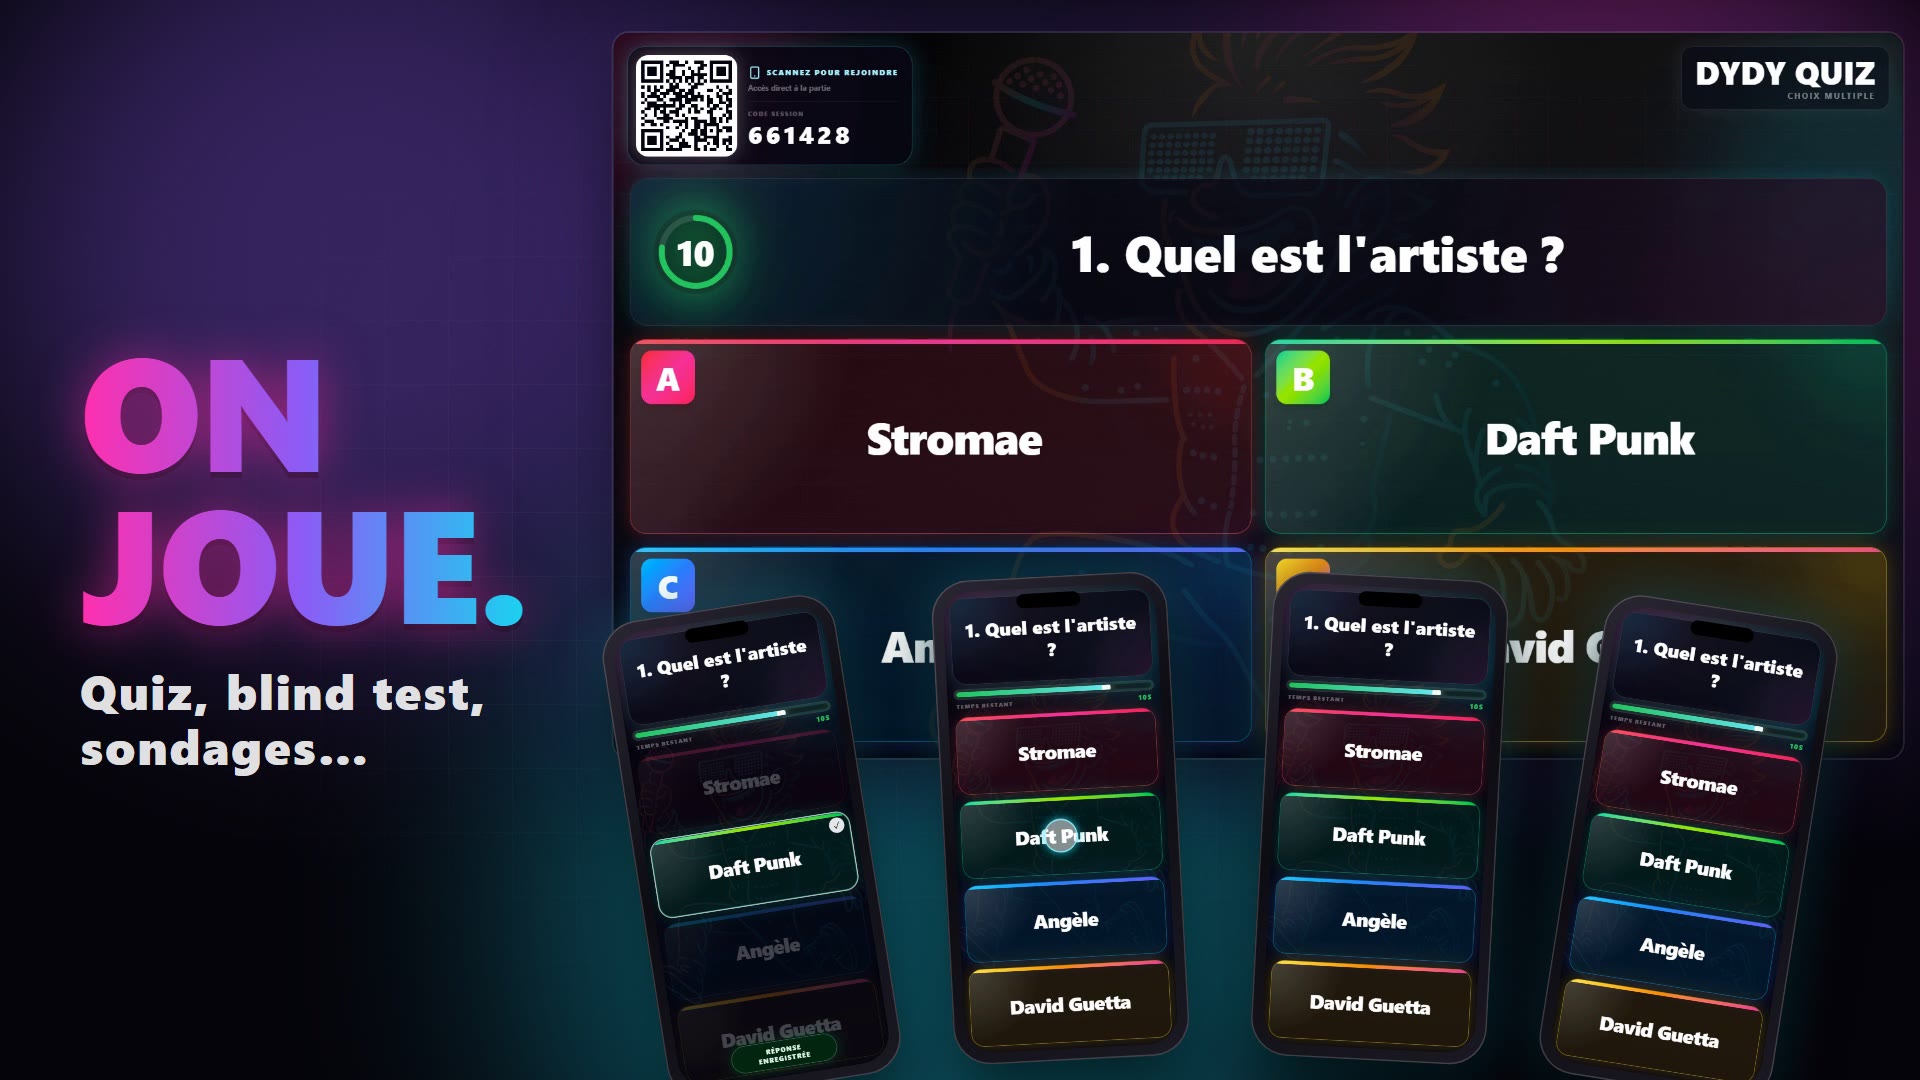 ON
JOUE.
Quiz, blind test,
sondages...
SCANNEZ POUR REJOINDRE
Accès direct à la partie
CODE SESSION
661428
DYDY QUIZ
CHOIX MULTIPLE
10
1. Quel est l'artiste ?
A
Stromae
B
Daft Punk
C
An
vid G
1. Quel est l'artiste
?
10S
TEMPS RESTANT
Stromae
Daft Punk
✓
Angèle
David Guetta
RÉPONSE
ENREGISTRÉE
1. Quel est l'artiste
?
10S
TEMPS RESTANT
Stromae
Daft Punk
Angèle
David Guetta
1. Quel est l'artiste
?
TEMPS RESTANT
10S
Stromae
Daft Punk
Angèle
David Guetta
1. Quel est l'artiste
?
TEMPS RESTANT
10S
Stromae
Daft Punk
Angèle
David Guetta